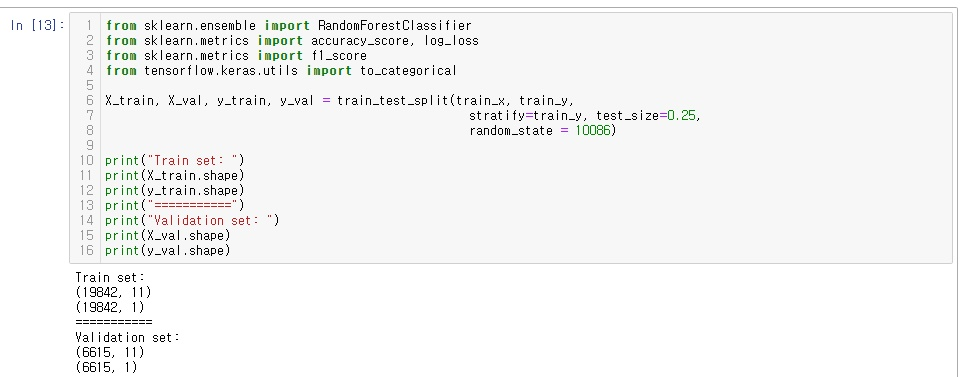 In [13]:
1 from sklearn.ensemble import RandomForestClassifier
2 from sklearn.metrics import accuracy_score, log_loss
3 from sklearn.metrics import f1_score
4 from tensorflow.keras.utils import to_categorical
5
6 X_train, X_val, y_train, y_val = train_test_split(train_x, train_y,
7 stratify=train_y, test_size=0.25,
8 random_state = 10086)
9
10 print("Train set: ")
11 print(X_train.shape)
12 print(y_train.shape)
13 print("===========")
14 print("Validation set: ")
15 print(X_val.shape)
16 print(y_val.shape)
Train set:
(19842, 11)
(19842, 1)
===========
Validation set:
(6615, 11)
(6615, 1)